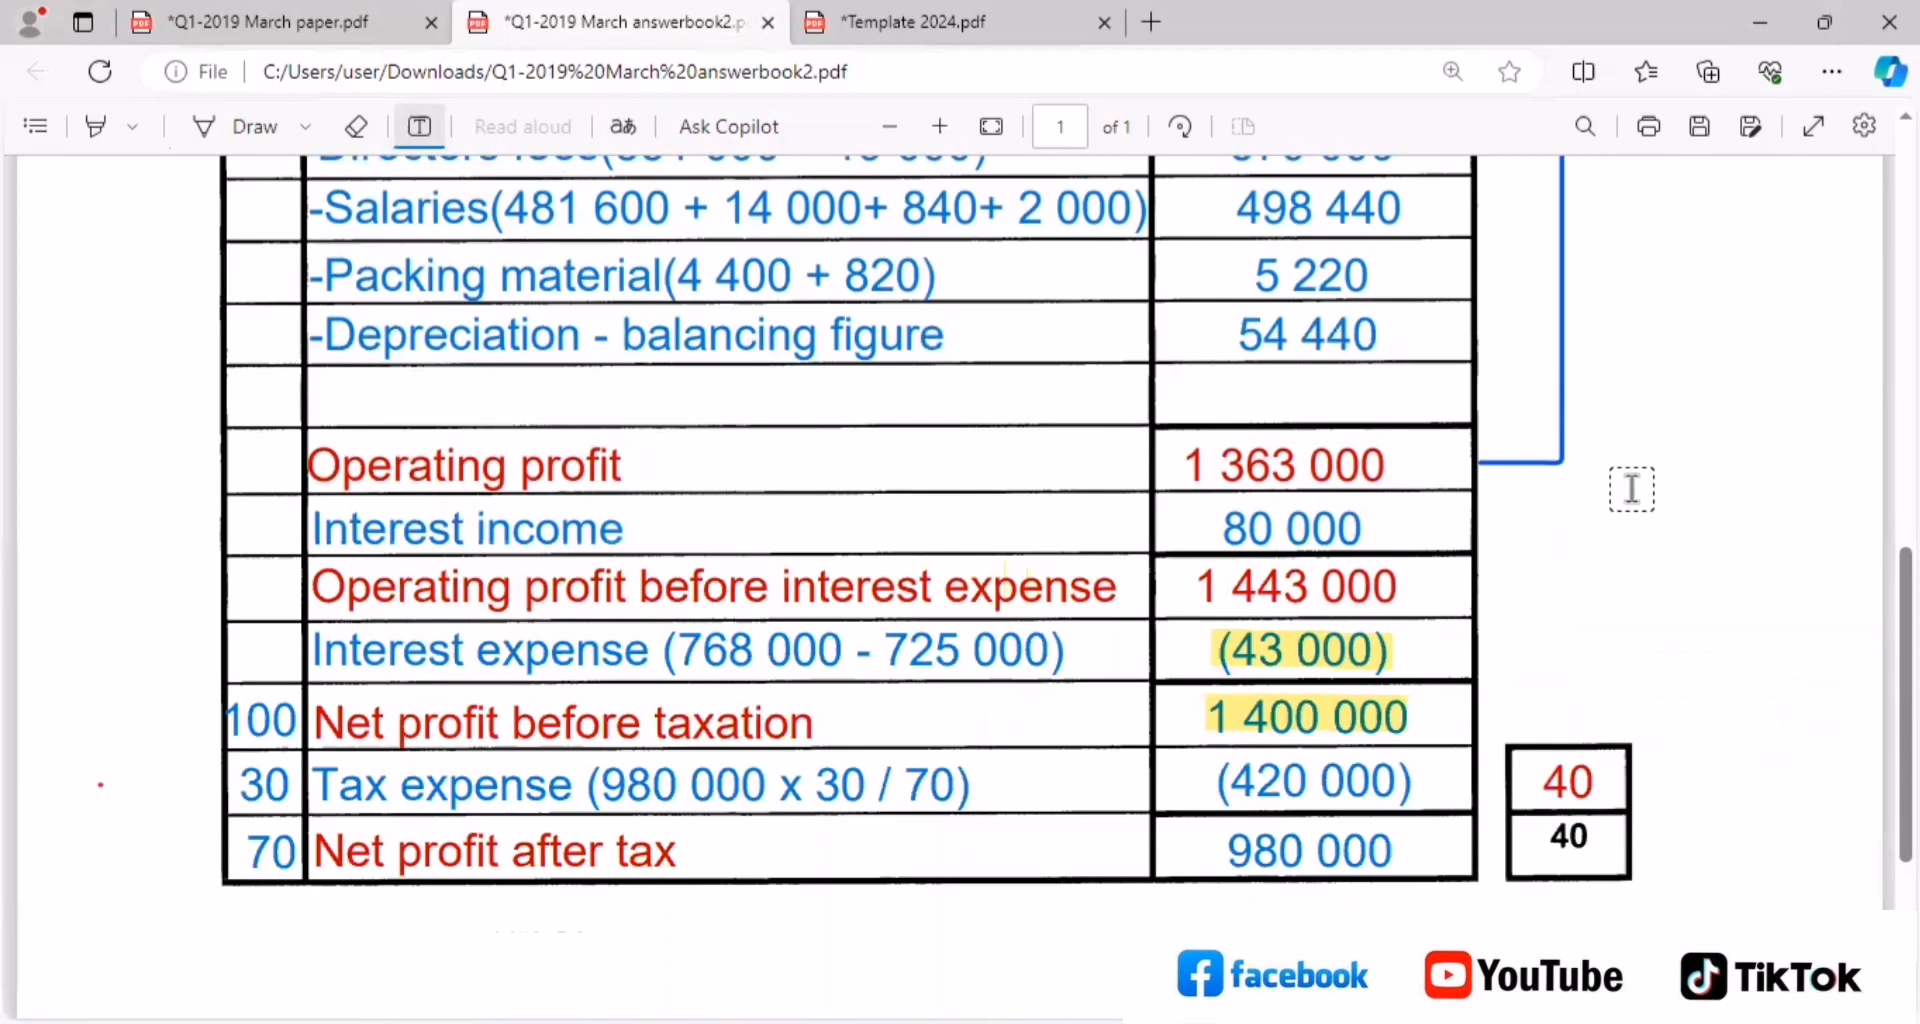 *Q1-2019 March paper.pdf
*Q1-2019 March answerbook2.p
*Template 2024.pdf
File
C:/Users/user/Downloads/Q1-2019%20March%20answerbook2.pdf
Draw
Read aloud
aあ
Ask Copilot
1
of 1
-Salaries(481 600 + 14 000+ 840+ 2 000) 498 440
-Packing material(4 400 + 820) 5 220
-Depreciation - balancing figure 54 440
Operating profit 1 363 000
Interest income 80 000
Operating profit before interest expense 1 443 000
Interest expense (768 000 - 725 000) (43 000)
100 Net profit before taxation 1 400 000
30 Tax expense (980 000 x 30 / 70) (420 000) 40
70 Net profit after tax 980 000 40
facebook YouTube TikTok